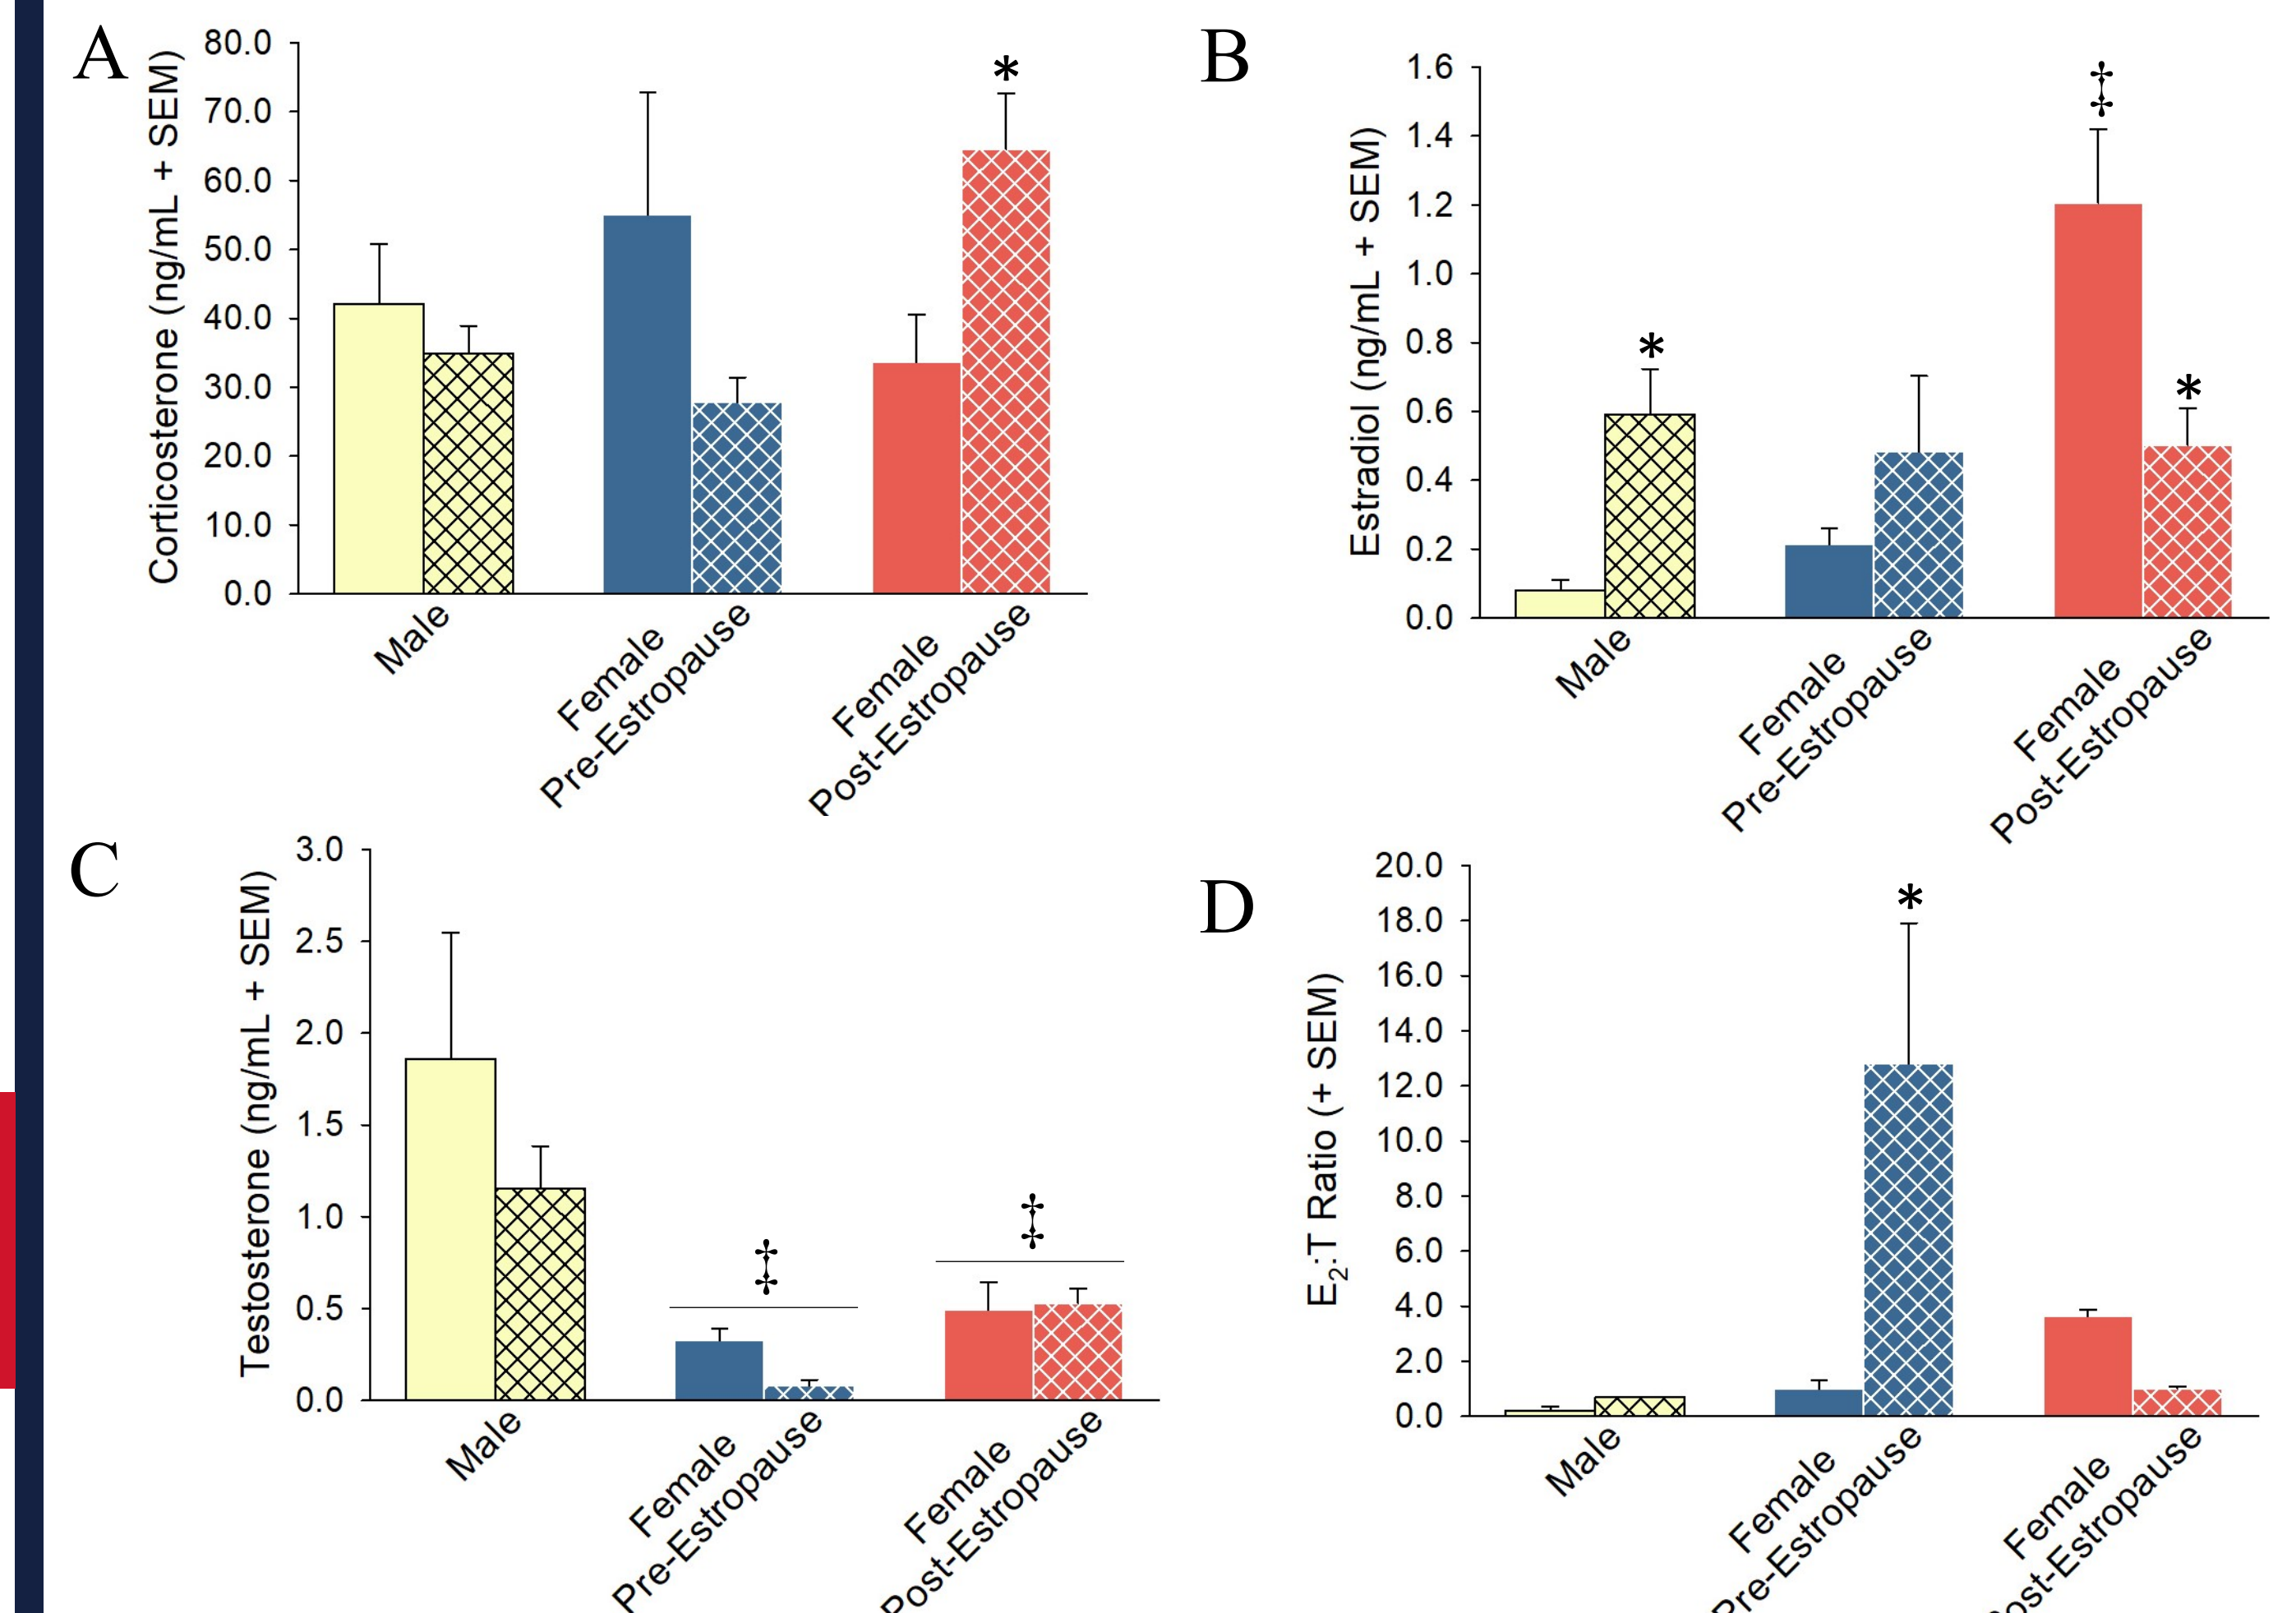 A
Corticosterone (ng/mL + SEM)
80.0
70.0
60.0
50.0
40.0
30.0
20.0
10.0
0.0
*
Male
Female
Pre-Estropause
Female
Post-Estropause
B
Estradiol (ng/mL + SEM)
1.6
1.4
1.2
1.0
0.8
0.6
0.4
0.2
0.0
*
‡
*
Male
Female
Pre-Estropause
Female
Post-Estropause
C
Testosterone (ng/mL + SEM)
3.0
2.5
2.0
1.5
1.0
0.5
0.0
‡
‡
Male
Female
Pre-Estropause
Female
Post-Estropause
D
E₂:T Ratio (+ SEM)
20.0
18.0
16.0
14.0
12.0
10.0
8.0
6.0
4.0
2.0
0.0
*
Male
Female
Pre-Estropause
Female
Post-Estropause